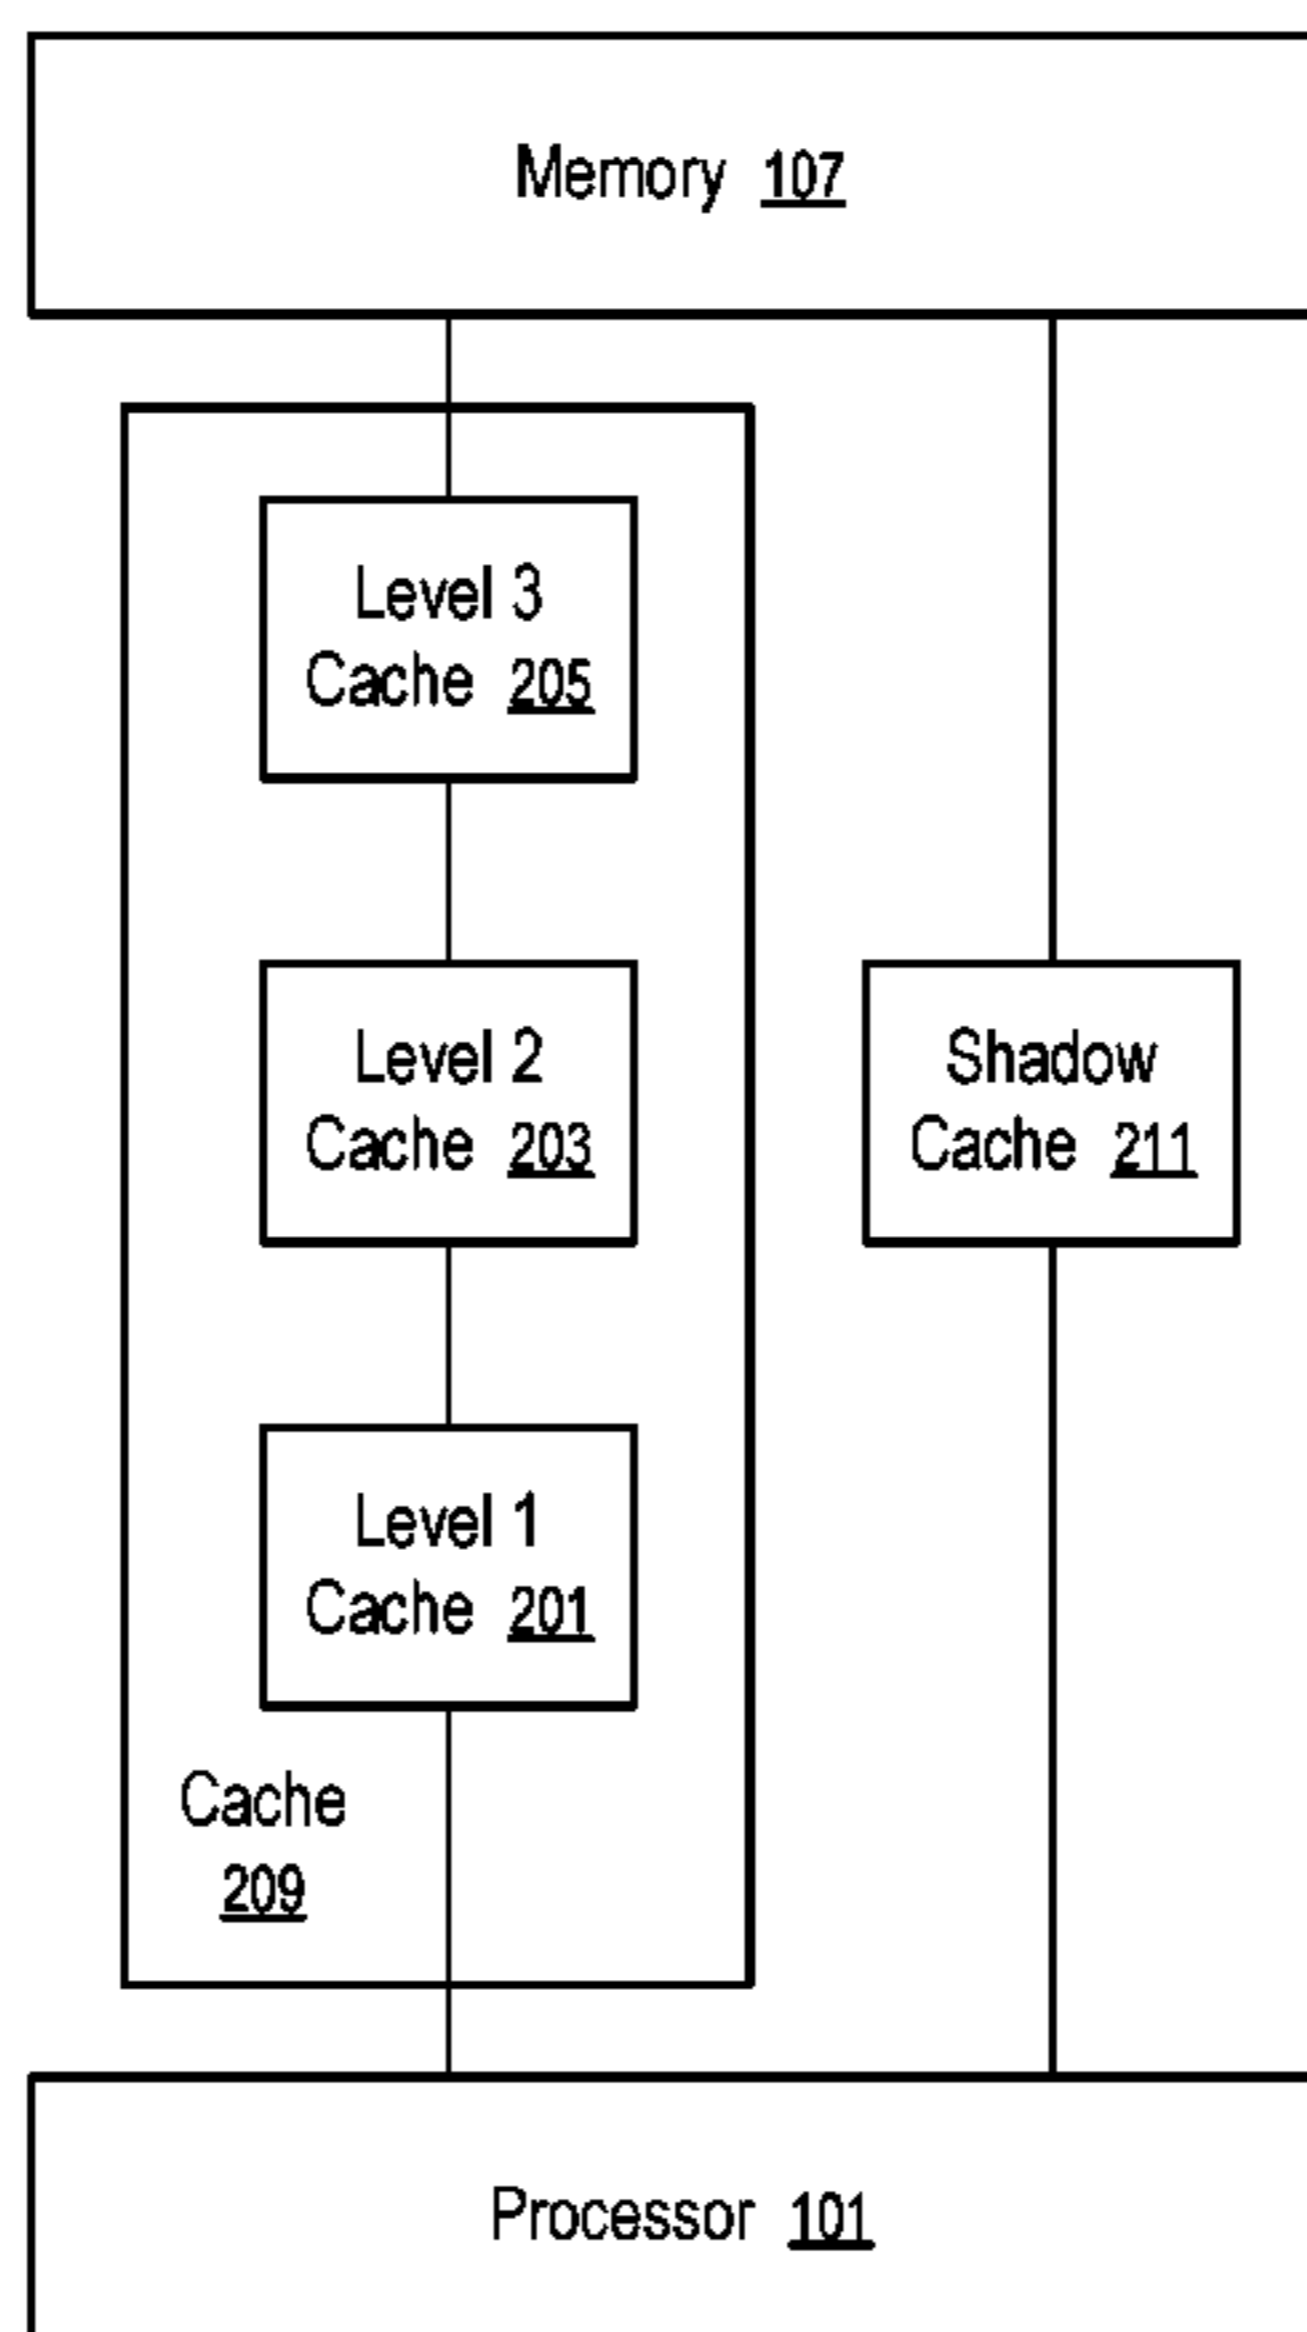 Memory 107
Level 3
Cache 205
Level 2
Cache 203
Shadow
Cache 211
Level 1
Cache 201
Cache
209
Processor 101